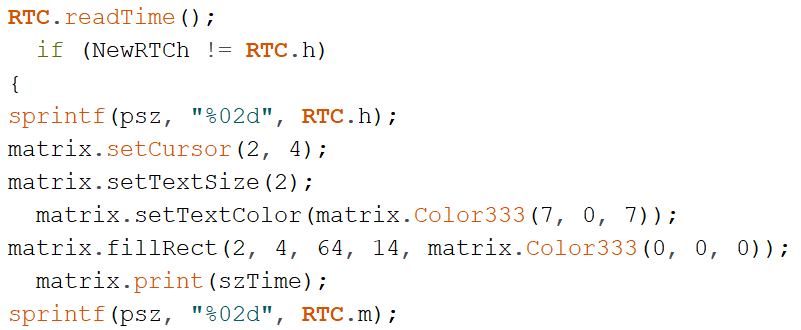 RTC.readTime();
if (NewRTCh != RTC.h)
{
sprintf(psz, "%02d", RTC.h);
matrix.setCursor(2, 4);
matrix.setTextSize(2);
matrix.setTextColor(matrix.Color333(7, 0, 7));
matrix.fillRect(2, 4, 64, 14, matrix.Color333(0, 0, 0));
matrix.print(szTime);
sprintf(psz, "%02d", RTC.m);